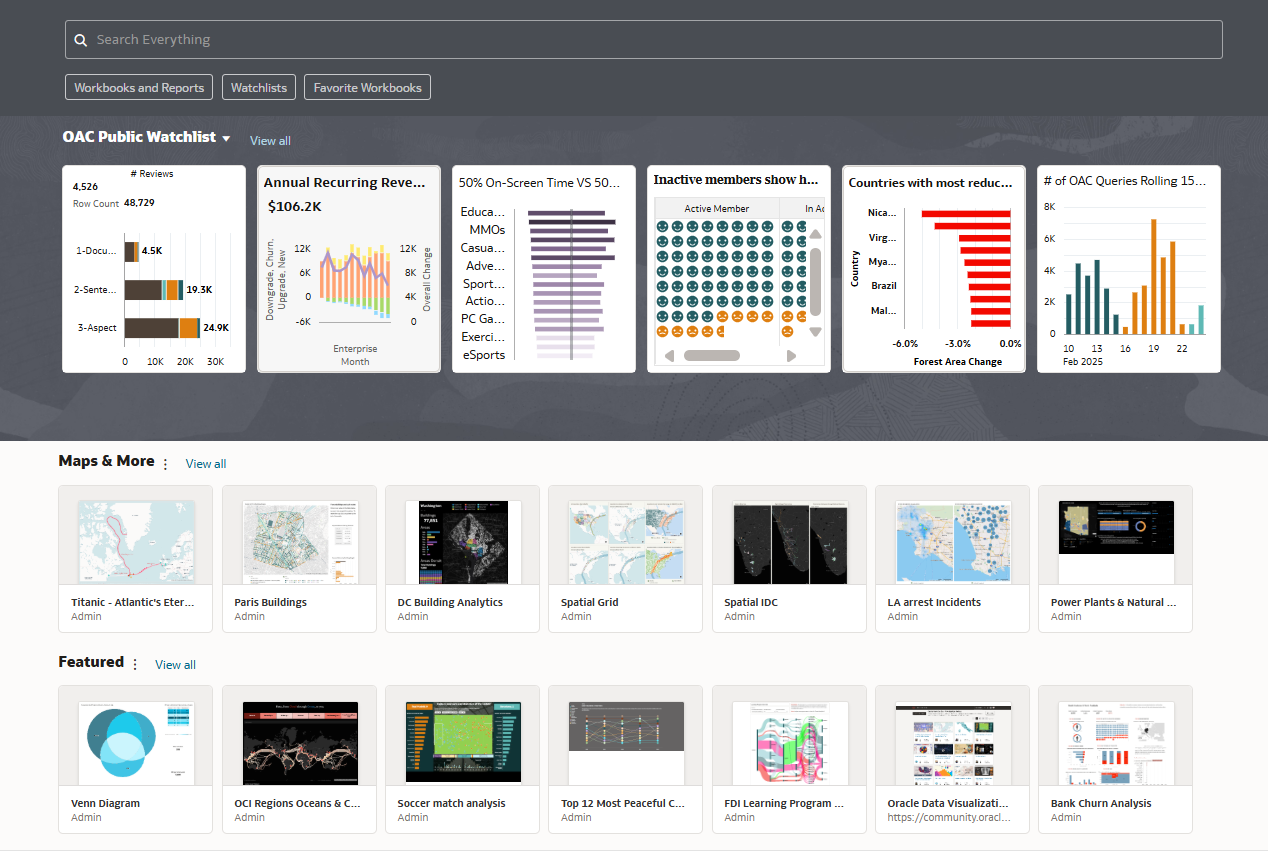 Search Everything
Workbooks and Reports
Watchlists
Favorite Workbooks
OAC Public Watchlist
View all
# Reviews
4,526
Row Count 48,729
1-Docu...
4.5K
2-Sente...
19.3K
3-Aspect
24.9K
0 10K 20K 30K
Annual Recurring Reve...
$106.2K
Downgrade, Churn,
Upgrade, New
12K
6K
0
-6K
12K
8K
4K
0
Overall Change
Enterprise
Month
50% On-Screen Time VS 50...
Educa...
MMOs
Casua...
Adve...
Sport...
Actio...
PC Ga...
Exerci...
eSports
Inactive members show h...
Active Member
In Ac
Countries with most reduc...
Country
Nica...
Virg...
Mya...
Brazil
Mal...
-6.0% -3.0% 0.0%
Forest Area Change
# of OAC Queries Rolling 15...
8K
6K
4K
2K
0
10 13 16 19 22
Feb 2025
Maps & More
View all
Washington
Buildings
77,851
Areas
Titanic - Atlantic's Eter...
Admin
Paris Buildings
Admin
DC Building Analytics
Admin
Spatial Grid
Admin
Spatial IDC
Admin
LA arrest Incidents
Admin
Power Plants & Natural ...
Admin
Featured
View all
Venn Diagram
Admin
OCI Regions Oceans & C...
Admin
Soccer match analysis
Admin
Top 12 Most Peaceful C...
Admin
FDI Learning Program ...
Admin
Oracle Data Visualizati...
https://community.oracl...
Bank Churn Analysis
Admin